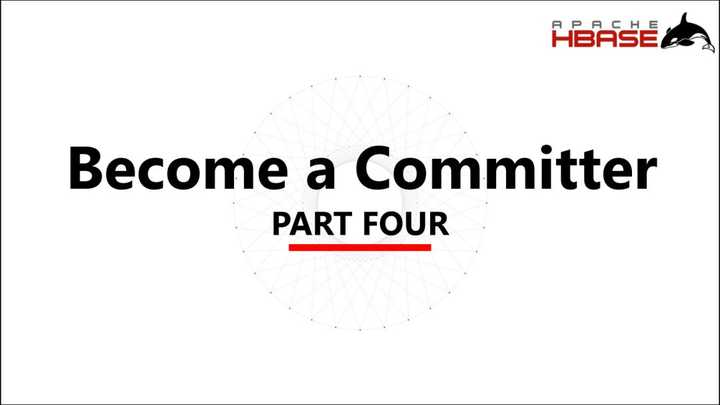 APACHE
HBASE
Become a Committer
PART FOUR